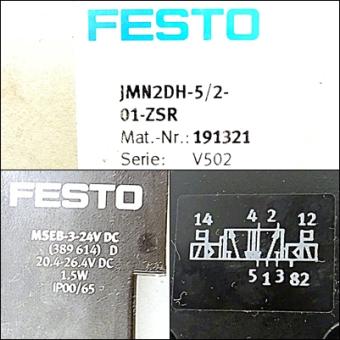 FESTO
JMN2DH-5/2-
01-ZSR
Mat.-Nr.: 191321
Serie: V502
FESTO
MSEB-3-24V DC
(389 614) D
20.4-26.4V DC
1.5W
IP00/65
14 4 2 12
5 1 3 82